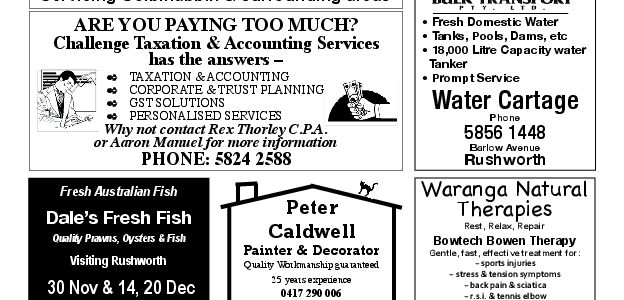 ARE YOU PAYING TOO MUCH?
Challenge Taxation & Accounting Services
has the answers –
TAXATION & ACCOUNTING
CORPORATE & TRUST PLANNING
GST SOLUTIONS
PERSONALISED SERVICES
Why not contact Rex Thorley C.P.A.
or Aaron Manuel for more information
PHONE: 5824 2588
BULK TRANSPORT
PTY. LTD.
• Fresh Domestic Water
• Tanks, Pools, Dams, etc
• 18,000 Litre Capacity water
Tanker
• Prompt Service
Water Cartage
Phone
5856 1448
Barlow Avenue
Rushworth
Fresh Australian Fish
Dale's Fresh Fish
Quality Prawns, Oysters & Fish
Visiting Rushworth
30 Nov & 14, 20 Dec
Peter
Caldwell
Painter & Decorator
Quality Workmanship guaranteed
25 years experience
0417 290 006
Waranga Natural
Therapies
Rest, Relax, Repair
Bowtech Bowen Therapy
Gentle, fast, effective treatment for:
– sports injuries
– stress & tension symptoms
– back pain & sciatica
– r.s.i. & tennis elbow